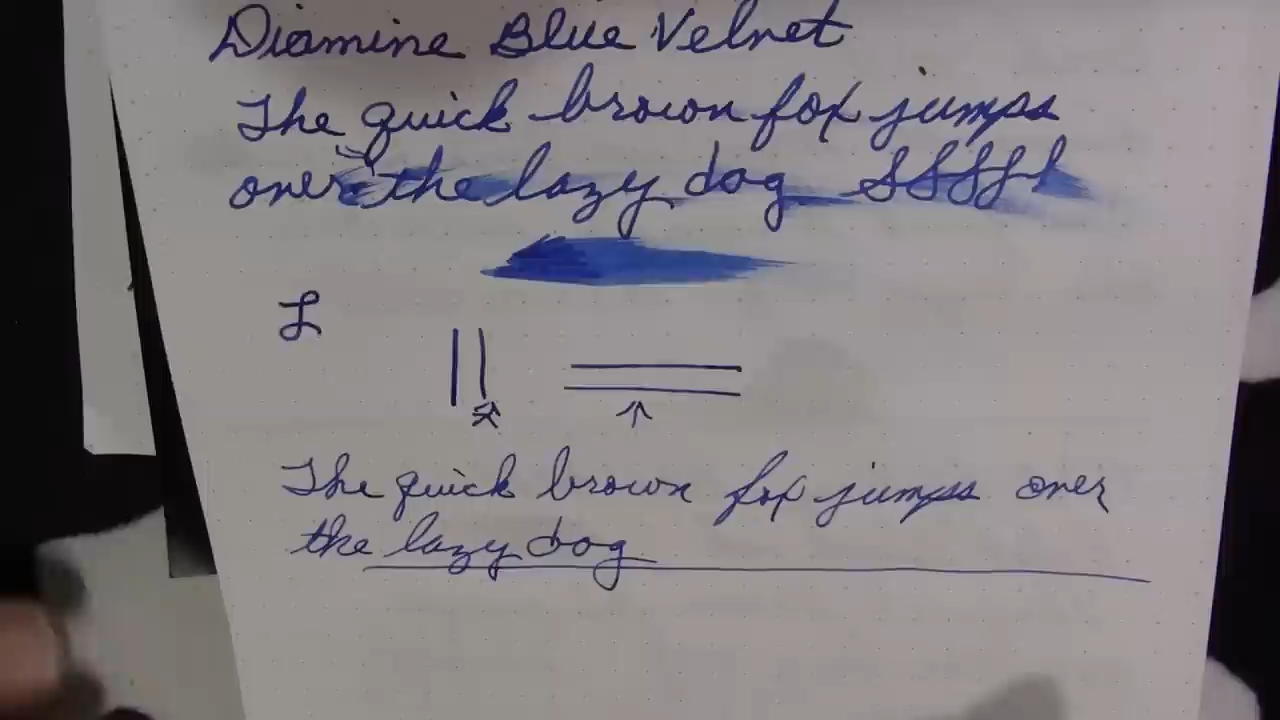 Diamine Blue Velvet
The quick brown fox jumps
over the lazy dog SSSSS
L
The quick brown fox jumps over
the lazy dog